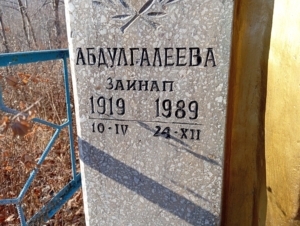 АБДУЛГАЛЕЕВА
ЗАИНАП
1919 1989
10-IV 24-XII